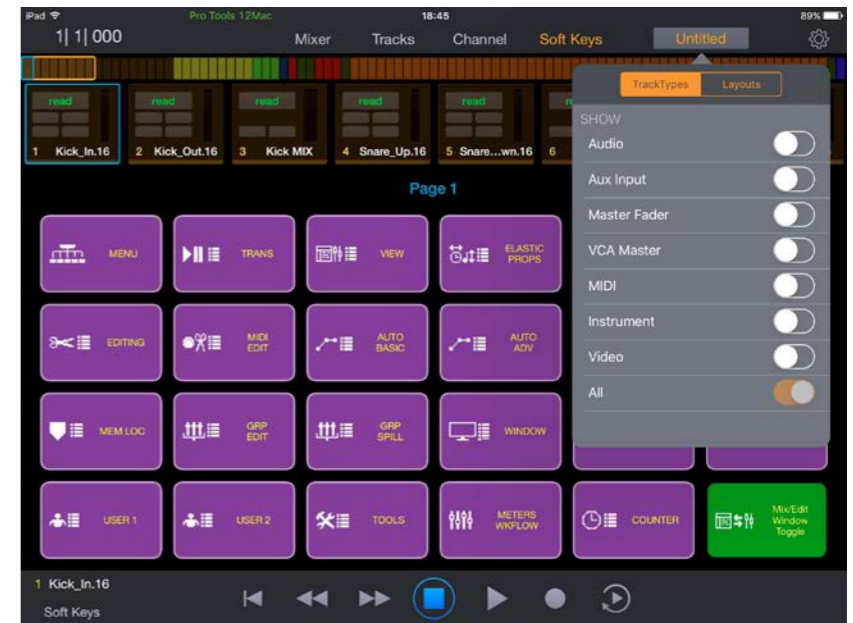 iPad
Pro Tools 12Mac
18:45
89%
1| 1| 000
Mixer
Tracks
Channel
Soft Keys
Untitled
TrackTypes
Layouts
read
read
read
read
read
1 Kick_In.16
2 Kick_Out.16
3 Kick MIX
4 Snare_Up.16
5 Snare...wn.16
6
SHOW
Audio
Aux Input
Master Fader
VCA Master
MIDI
Instrument
Video
All
Page 1
MENU
TRANS
VIEW
ELASTIC
PROPS
EDITING
MIDI
EDIT
AUTO
BASIC
AUTO
ADV
MEM LOC
GRP
EDIT
GRP
SPILL
WINDOW
USER 1
USER 2
TOOLS
METERS
WKFLOW
COUNTER
Mix/Edit
Window
Toggle
1 Kick_In.16
Soft Keys